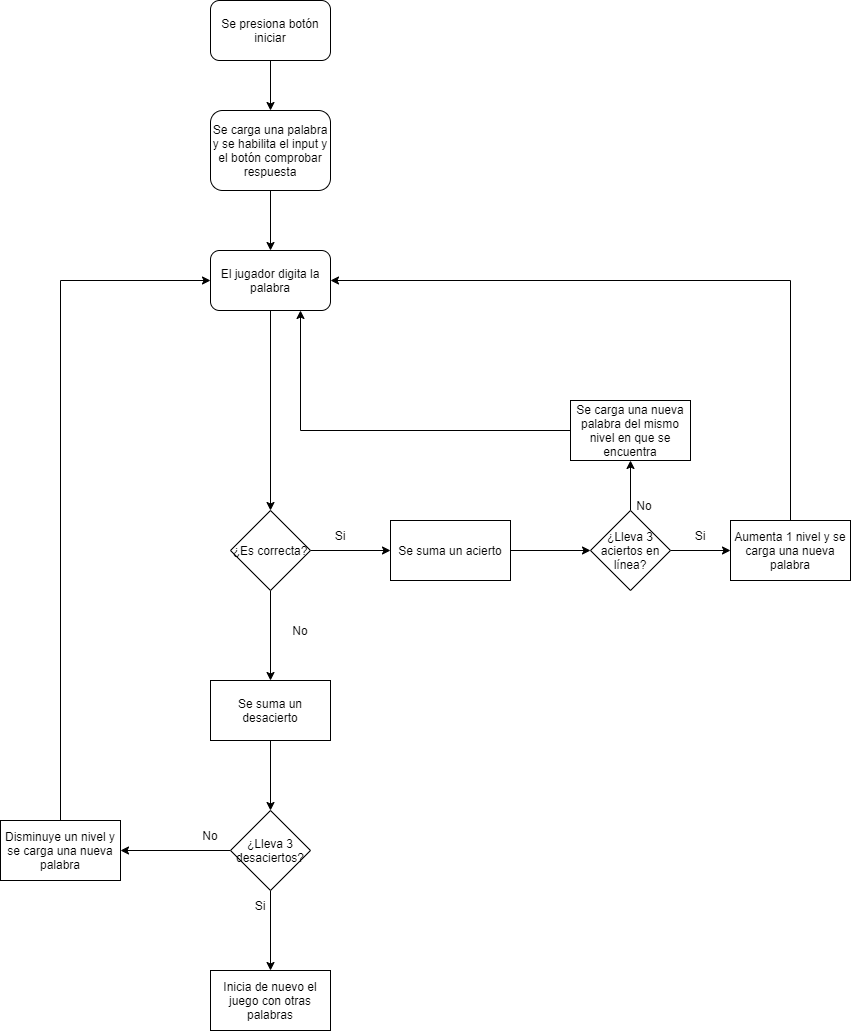 Se presiona botón
iniciar
Se carga una palabra
y se habilita el input y
el botón comprobar
respuesta
El jugador digita la
palabra
Se carga una nueva
palabra del mismo
nivel en que se
encuentra
No
¿Es correcta?
Si
Se suma un acierto
¿Lleva 3
aciertos en
línea?
Si
Aumenta 1 nivel y se
carga una nueva
palabra
No
Se suma un
desacierto
¿Lleva 3
desaciertos?
No
Disminuye un nivel y
se carga una nueva
palabra
Si
Inicia de nuevo el
juego con otras
palabras